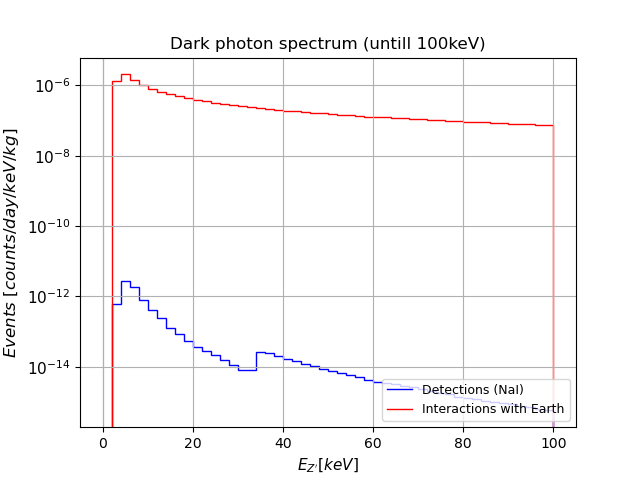 Dark photon spectrum (untill 100keV)
Events [counts/day/keV/kg]
10⁻⁶
10⁻⁸
10⁻¹⁰
10⁻¹²
10⁻¹⁴
Detections (NaI)
Interactions with Earth
0 20 40 60 80 100
E_{Z'}[keV]